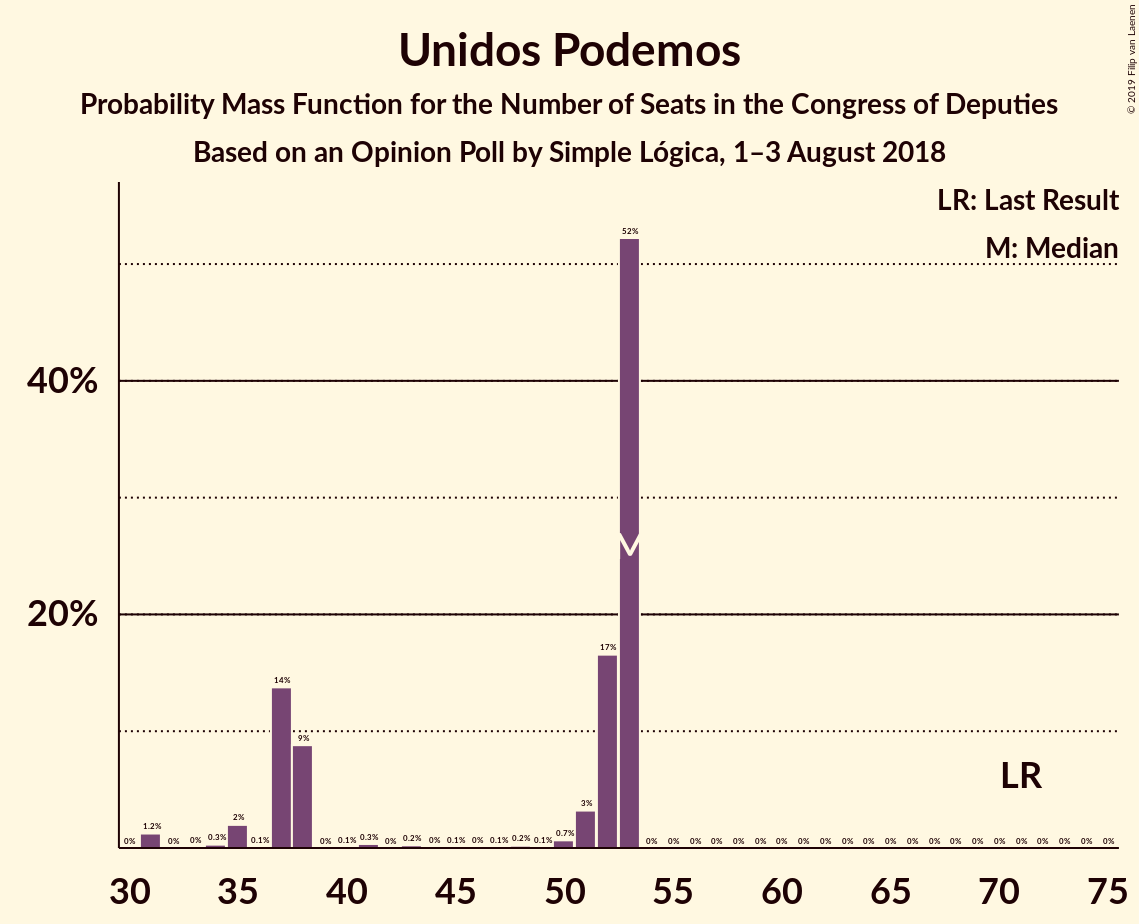 Unidos Podemos
Probability Mass Function for the Number of Seats in the Congress of Deputies
Based on an Opinion Poll by Simple Lógica, 1–3 August 2018
© 2019 Filip van Laenen
LR: Last Result
M: Median
52%
40%
20%
17%
14%
9%
LR
0% 1.2% 0% 0% 0.3% 2% 0.1% 0% 0.1% 0.3% 0% 0.2% 0% 0.1% 0% 0.1% 0.2% 0.1% 0.7% 3% 0% 0% 0% 0% 0% 0% 0% 0% 0% 0% 0% 0% 0% 0% 0% 0% 0% 0% 0% 0% 0% 0%
30 35 40 45 50 55 60 65 70 75